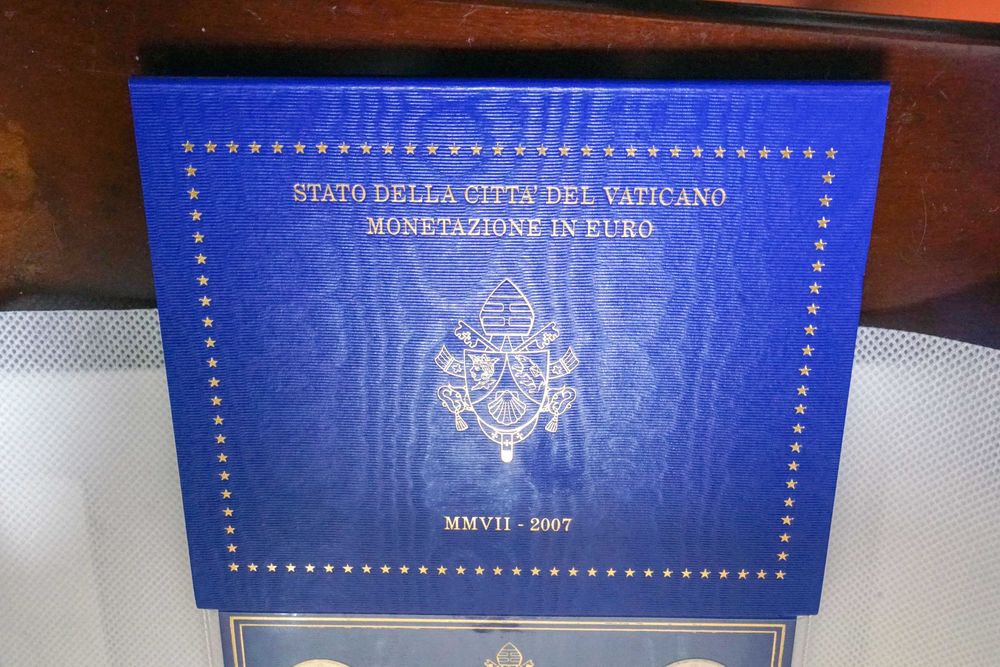 STATO DELLA CITTA' DEL VATICANO
MONETAZIONE IN EURO
MMVII - 2007